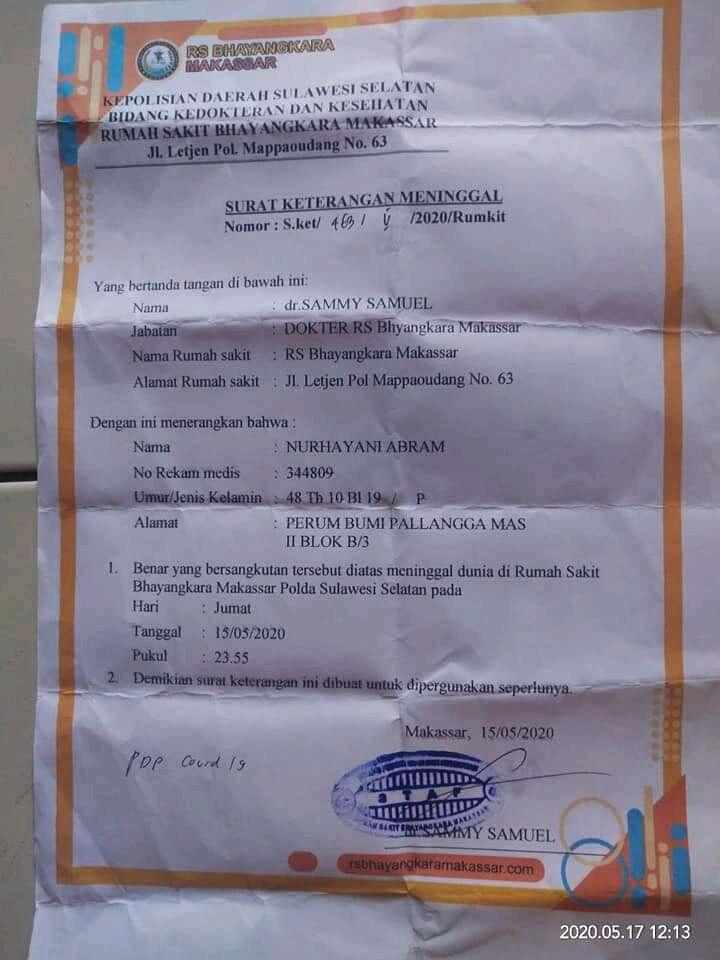 RS BHAYANGKARA
MAKASSAR
KEPOLISIAN DAERAH SULAWESI SELATAN
BIDANG KEDOKTERAN DAN KESEHATAN
RUMAH SAKIT BHAYANGKARA MAKASSAR
Jl. Letjen Pol. Mappaoudang No. 63
SURAT KETERANGAN MENINGGAL
Nomor : S.ket/ 463 / V /2020/Rumkit
Yang bertanda tangan di bawah ini:
Nama : dr.SAMMY SAMUEL
Jabatan : DOKTER RS Bhyangkara Makassar
Nama Rumah sakit : RS Bhayangkara Makassar
Alamat Rumah sakit : Jl. Letjen Pol Mappaoudang No. 63
Dengan ini menerangkan bahwa :
Nama : NURHAYANI ABRAM
No Rekam medis : 344809
Umur/Jenis Kelamin : 48 Th 10 Bl 19 / P
Alamat : PERUM BUMI PALLANGGA MAS
II BLOK B/3
1. Benar yang bersangkutan tersebut diatas meninggal dunia di Rumah Sakit
Bhayangkara Makassar Polda Sulawesi Selatan pada
Hari : Jumat
Tanggal : 15/05/2020
Pukul : 23.55
2. Demikian surat keterangan ini dibuat untuk dipergunakan seperlunya.
Makassar, 15/05/2020
PDP Covid 19
STAF
SAKIT BHAYANGKARA MAKASSAR
dr.SAMMY SAMUEL
rsbhayangkaramakassar.com
2020.05.17 12:13